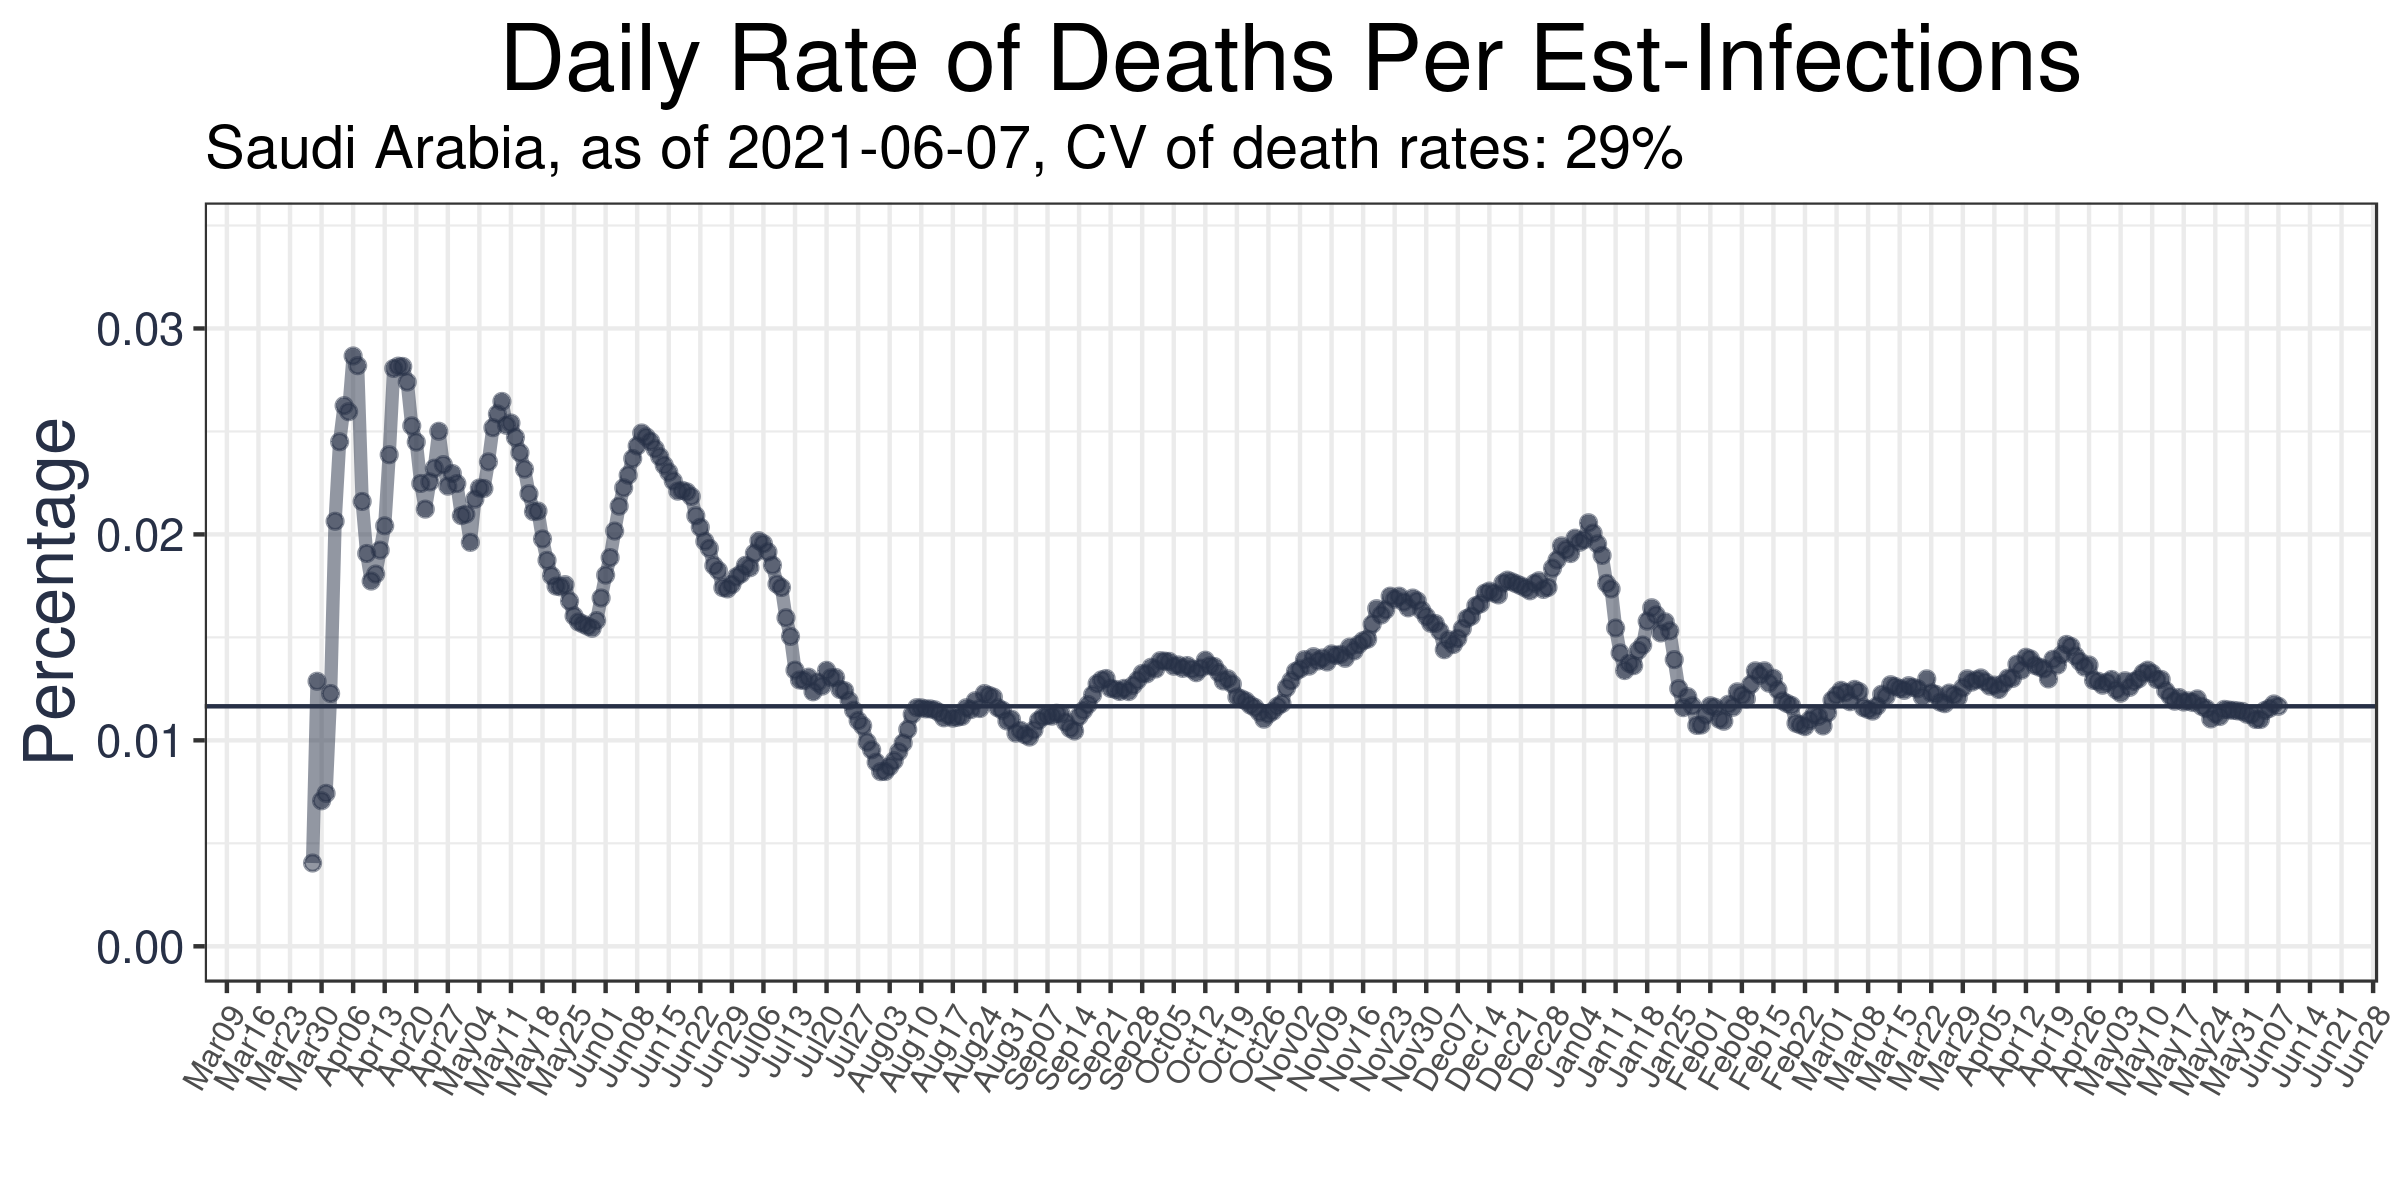 Daily Rate of Deaths Per Est-Infections
Saudi Arabia, as of 2021-06-07, CV of death rates: 29%
Percentage
0.03
0.02
0.01
0.00
Mar09 Mar16 Mar23 Mar30 Apr06 Apr13 Apr20 Apr27 May04 May11 May18 May25 Jun01 Jun08 Jun15 Jun22 Jun29 Jul06 Jul13 Jul20 Jul27 Aug03 Aug10 Aug17 Aug24 Aug31 Sep07 Sep14 Sep21 Sep28 Oct05 Oct12 Oct19 Oct26 Nov02 Nov09 Nov16 Nov23 Nov30 Dec07 Dec14 Dec21 Dec28 Jan04 Jan11 Jan18 Jan25 Feb01 Feb08 Feb15 Feb22 Mar01 Mar08 Mar15 Mar22 Mar29 Apr05 Apr12 Apr19 Apr26 May03 May10 May17 May24 May31 Jun07 Jun14 Jun21 Jun28